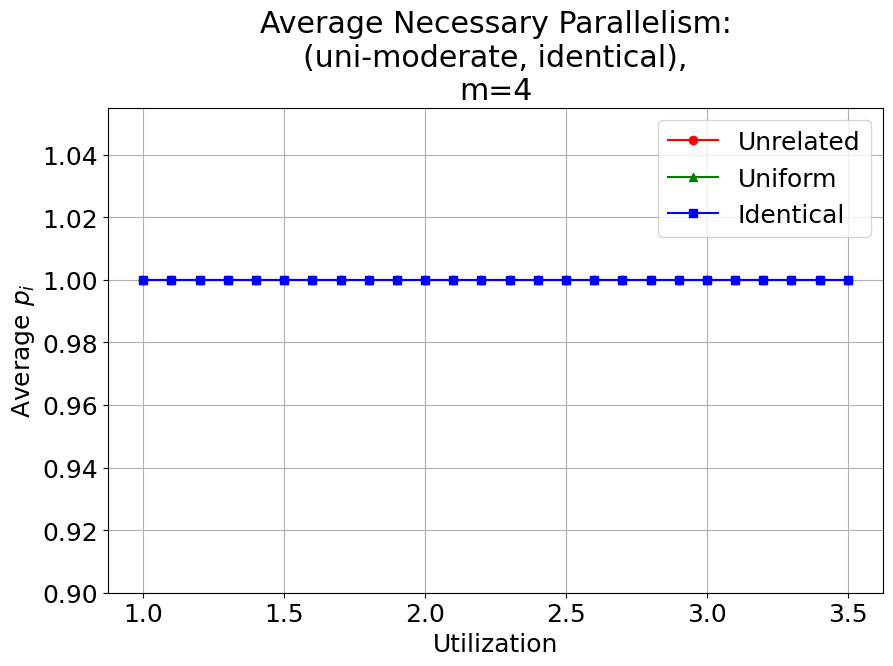 Average Necessary Parallelism:
(uni-moderate, identical),
m=4
Unrelated
Uniform
Identical
1.04
1.02
1.00
0.98
0.96
0.94
0.92
0.90
Average p_i
1.0 1.5 2.0 2.5 3.0 3.5
Utilization